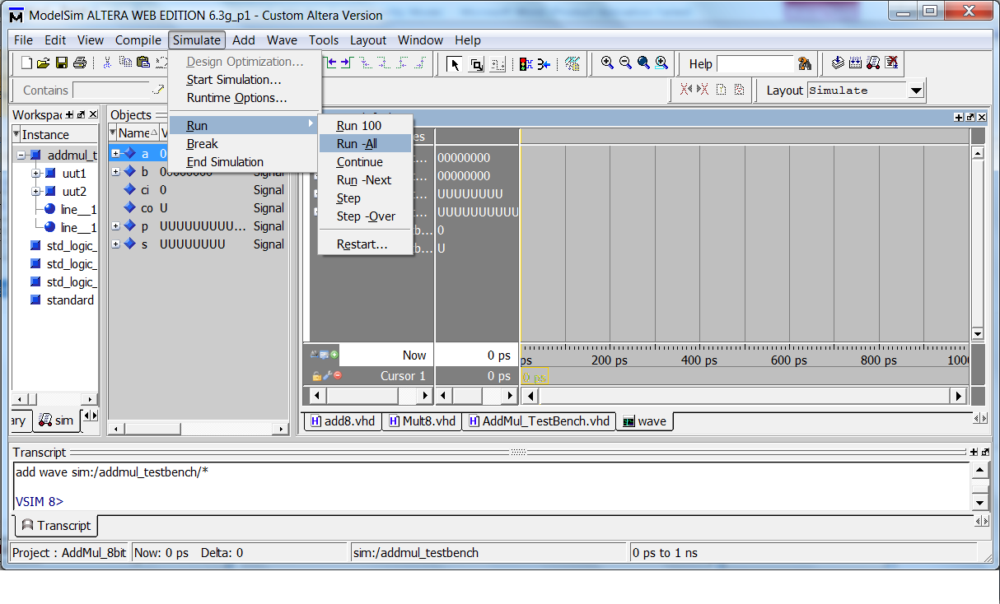 ModelSim ALTERA WEB EDITION 6.3g_p1 - Custom Altera Version
File Edit View Compile Simulate Add Wave Tools Layout Window Help
Help
Contains
Layout Simulate
Design Optimization...
Start Simulation...
Runtime Options...
Run
Break
End Simulation
Run 100
Run -All
Continue
Run -Next
Step
Step -Over
Restart...
Workspac
Instance
addmul_t
uut1
uut2
line__1
line__1
std_logic_
std_logic_
std_logic_
standard
ary sim
Objects
Name V
a 0
b 00000000 Signal
ci 0 Signal
co U Signal
p UUUUUUUUU... Signal
s UUUUUUUU Signal
es
t... 00000000
t... 00000000
t... UUUUUUUU
t... UUUUUUUUUU
b... 0
b... U
Now 0 ps
Cursor 1 0 ps
ps 200 ps 400 ps 600 ps 800 ps 100
0 ps
add8.vhd Mult8.vhd AddMul_TestBench.vhd wave
Transcript
add wave sim:/addmul_testbench/*
VSIM 8>
Transcript
Project : AddMul_8bit Now: 0 ps Delta: 0 sim:/addmul_testbench 0 ps to 1 ns